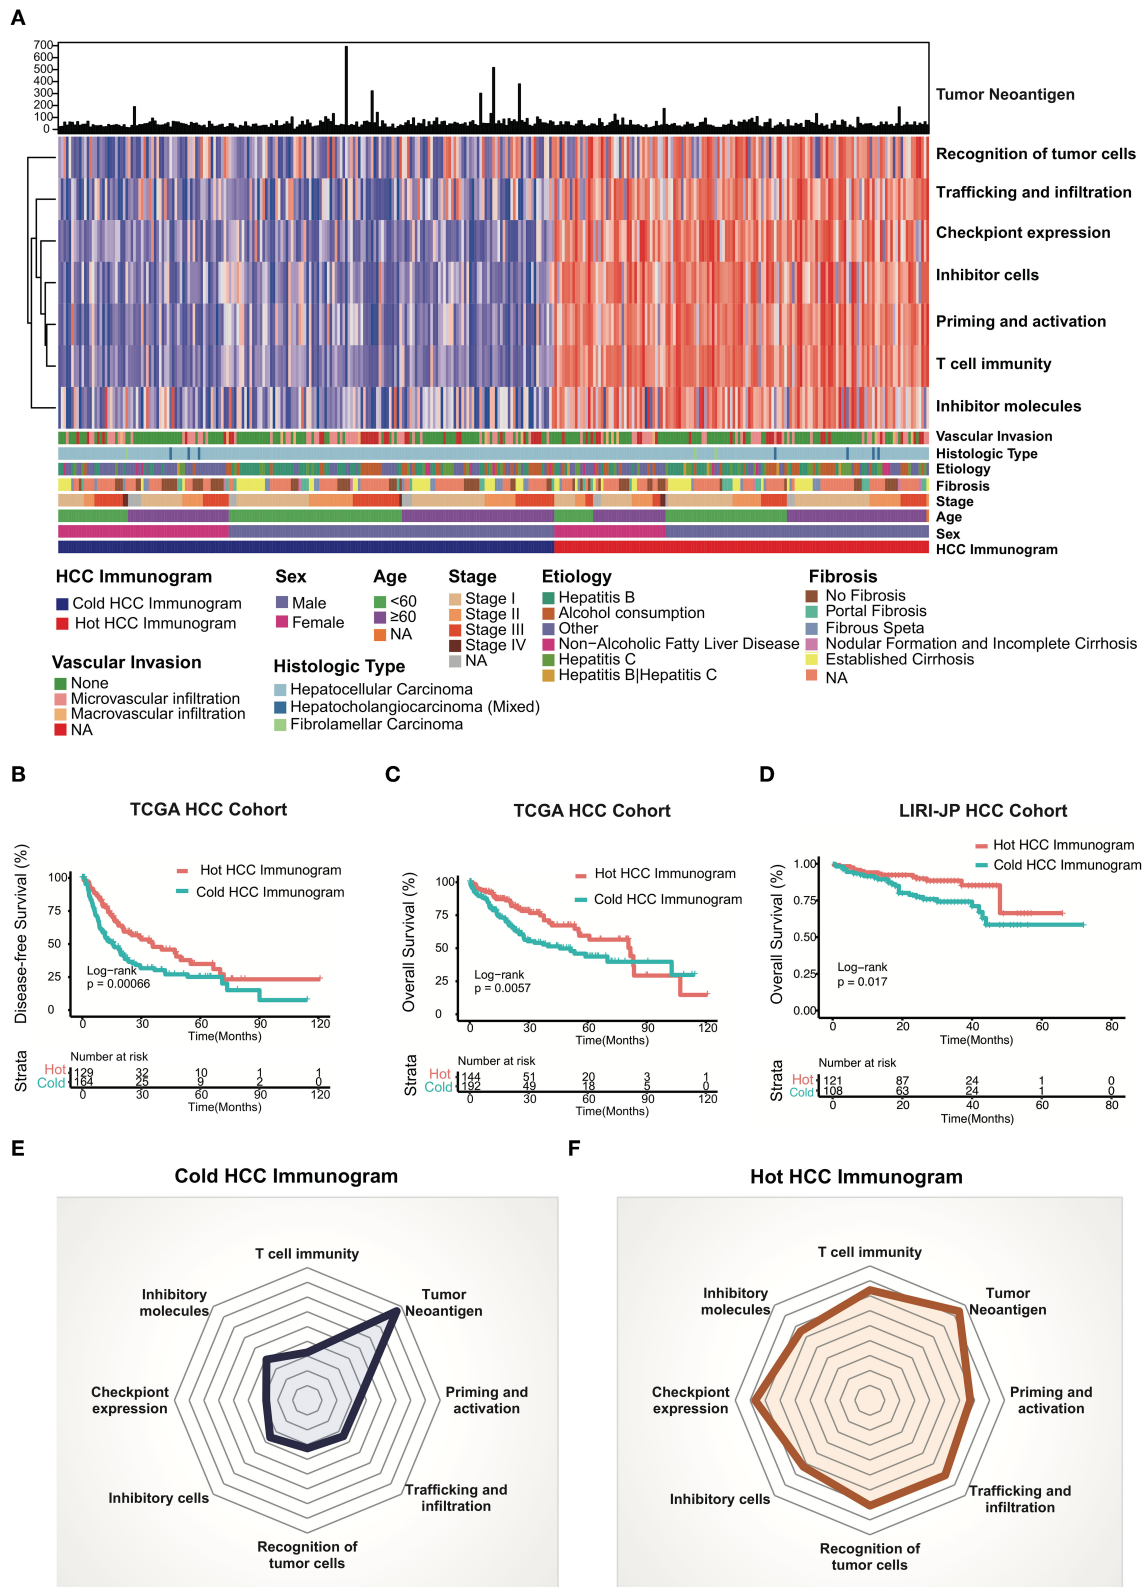 A
700
600
500
400
300
200
100
0
Tumor Neoantigen
Recognition of tumor cells
Trafficking and infiltration
Checkpiont expression
Inhibitor cells
Priming and activation
T cell immunity
Inhibitor molecules
Vascular Invasion
Histologic Type
Etiology
Fibrosis
Stage
Age
Sex
HCC Immunogram
HCC Immunogram
Cold HCC Immunogram
Hot HCC Immunogram
Sex
Male
Female
Age
<60
≥60
NA
Stage
Stage I
Stage II
Stage III
Stage IV
NA
Etiology
Hepatitis B
Alcohol consumption
Other
Non−Alcoholic Fatty Liver Disease
Hepatitis C
Hepatitis B|Hepatitis C
Fibrosis
No Fibrosis
Portal Fibrosis
Fibrous Speta
Nodular Formation and Incomplete Cirrhosis
Established Cirrhosis
NA
Vascular Invasion
None
Microvascular infiltration
Macrovascular infiltration
NA
Histologic Type
Hepatocellular Carcinoma
Hepatocholangiocarcinoma (Mixed)
Fibrolamellar Carcinoma
B
TCGA HCC Cohort
Hot HCC Immunogram
Cold HCC Immunogram
Disease-free Survival (%)
100
75
50
25
0
Log−rank
p = 0.00066
0 30 60 90 120
Time(Months)
Strata
Number at risk
Hot 129 32 10 1 1
Cold 164 25 9 2 0
0 30 60 90 120
Time(Months)
C
TCGA HCC Cohort
Hot HCC Immunogram
Cold HCC Immunogram
Overall Survival (%)
100
75
50
25
0
Log−rank
p = 0.0057
0 30 60 90 120
Time(Months)
Strata
Number at risk
Hot 144 51 20 3 1
Cold 192 49 18 5 0
0 30 60 90 120
Time(Months)
D
LIRI-JP HCC Cohort
Hot HCC Immunogram
Cold HCC Immunogram
Overall Survival (%)
1.00
0.75
0.50
0.25
0.00
Log−rank
p = 0.017
0 20 40 60 80
Time(Months)
Strata
Number at risk
Hot 121 87 24 1 0
Cold 108 63 24 1 0
0 20 40 60 80
Time(Months)
E
Cold HCC Immunogram
T cell immunity
Tumor
Neoantigen
Priming and
activation
Trafficking and
infiltration
Recognition of
tumor cells
Inhibitory cells
Checkpiont
expression
Inhibitory
molecules
F
Hot HCC Immunogram
T cell immunity
Tumor
Neoantigen
Priming and
activation
Trafficking and
infiltration
Recognition of
tumor cells
Inhibitory cells
Checkpiont
expression
Inhibitory
molecules